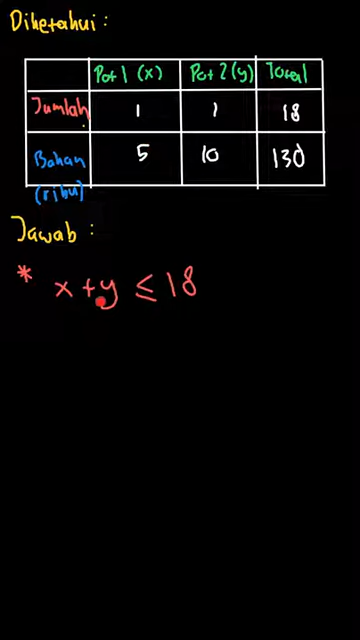 Diketahui :
Pot 1 (x) Pot 2 (y) Total
Jumlah 1 1 18
Bahan (ribu) 5 10 130
Jawab :
* x + y ≤ 18